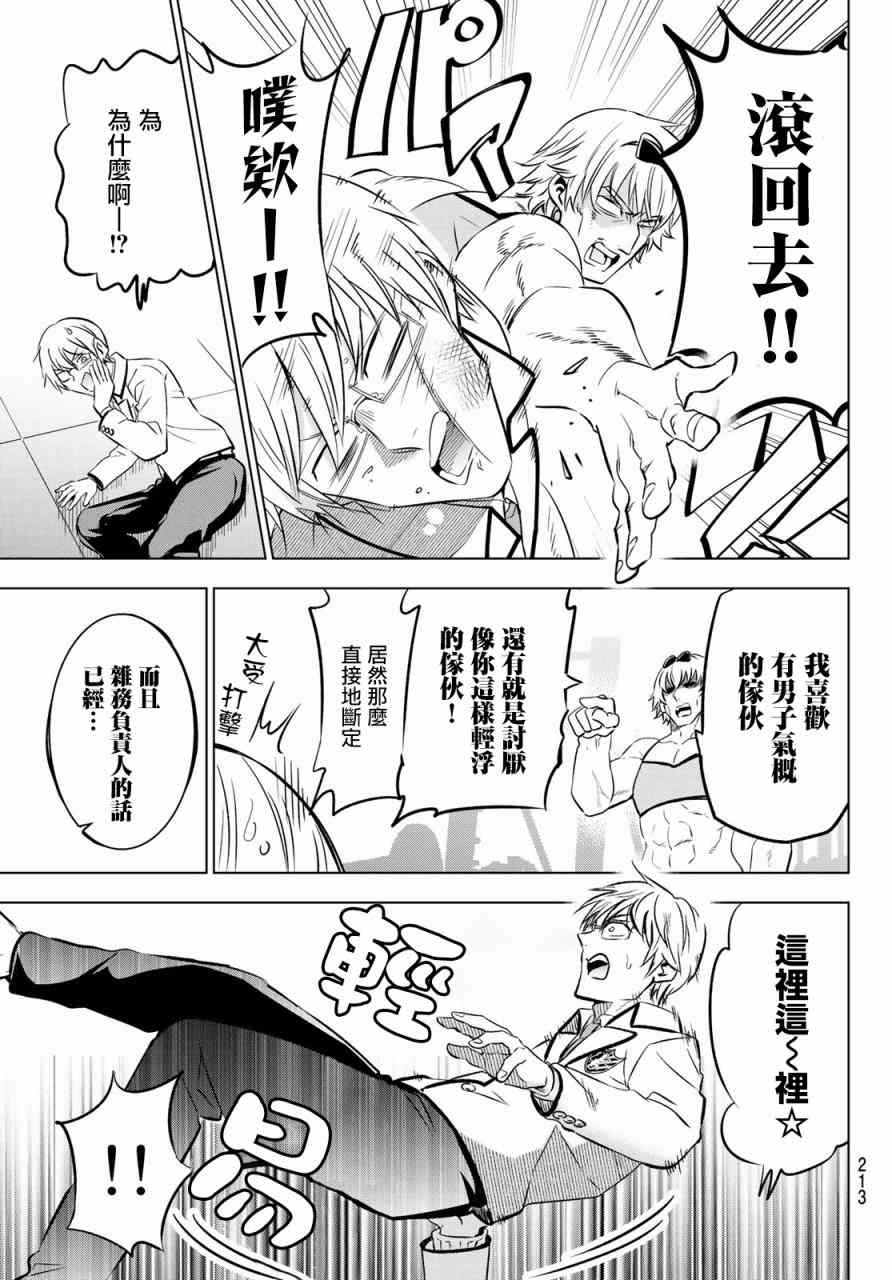 滾回去!!
パァン
噗欸ー!!
為
為什麼啊ー!?
我喜歡
有男子氣概
的傢伙
還有就是討厭
像你這樣輕浮
的傢伙！
居然那麼
直接地斷定
大受
打擊
而且
雜務負責人的話
已經…
這裡這～裡☆
輕
易
!!
213